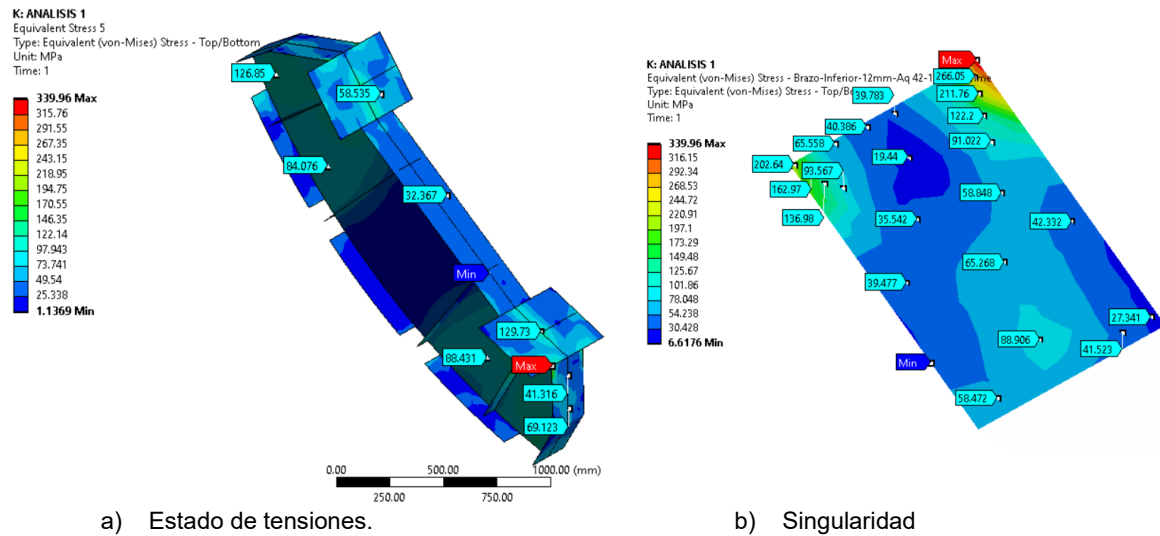 K: ANALISIS 1
Equivalent Stress 5
Type: Equivalent (von-Mises) Stress - Top/Bottom
Unit: MPa
Time: 1
339.96 Max
315.76
291.55
267.35
243.15
218.95
194.75
170.55
146.35
122.14
97.943
73.741
49.54
25.338
1.1369 Min
126.85
58.535
84.076
32.367
Min
129.73
88.431
Max
41.316
69.123
0.00 500.00 1000.00 (mm)
250.00 750.00
a) Estado de tensiones.
K: ANALISIS 1
Equivalent (von-Mises) Stress - Brazo-Inferior-12mm-Aq 42-1
Type: Equivalent (von-Mises) Stress - Top/Bo
Unit: MPa
Time: 1
339.96 Max
316.15
292.34
268.53
244.72
220.91
197.1
173.29
149.48
125.67
101.86
78.048
54.238
30.428
6.6176 Min
Max
266.05
211.76
39.783
122.2
40.386
91.022
65.558
19.44
202.64
93.567
162.97
58.848
136.98
35.542
42.332
65.268
39.477
27.341
88.906
41.523
Min
58.472
b) Singularidad